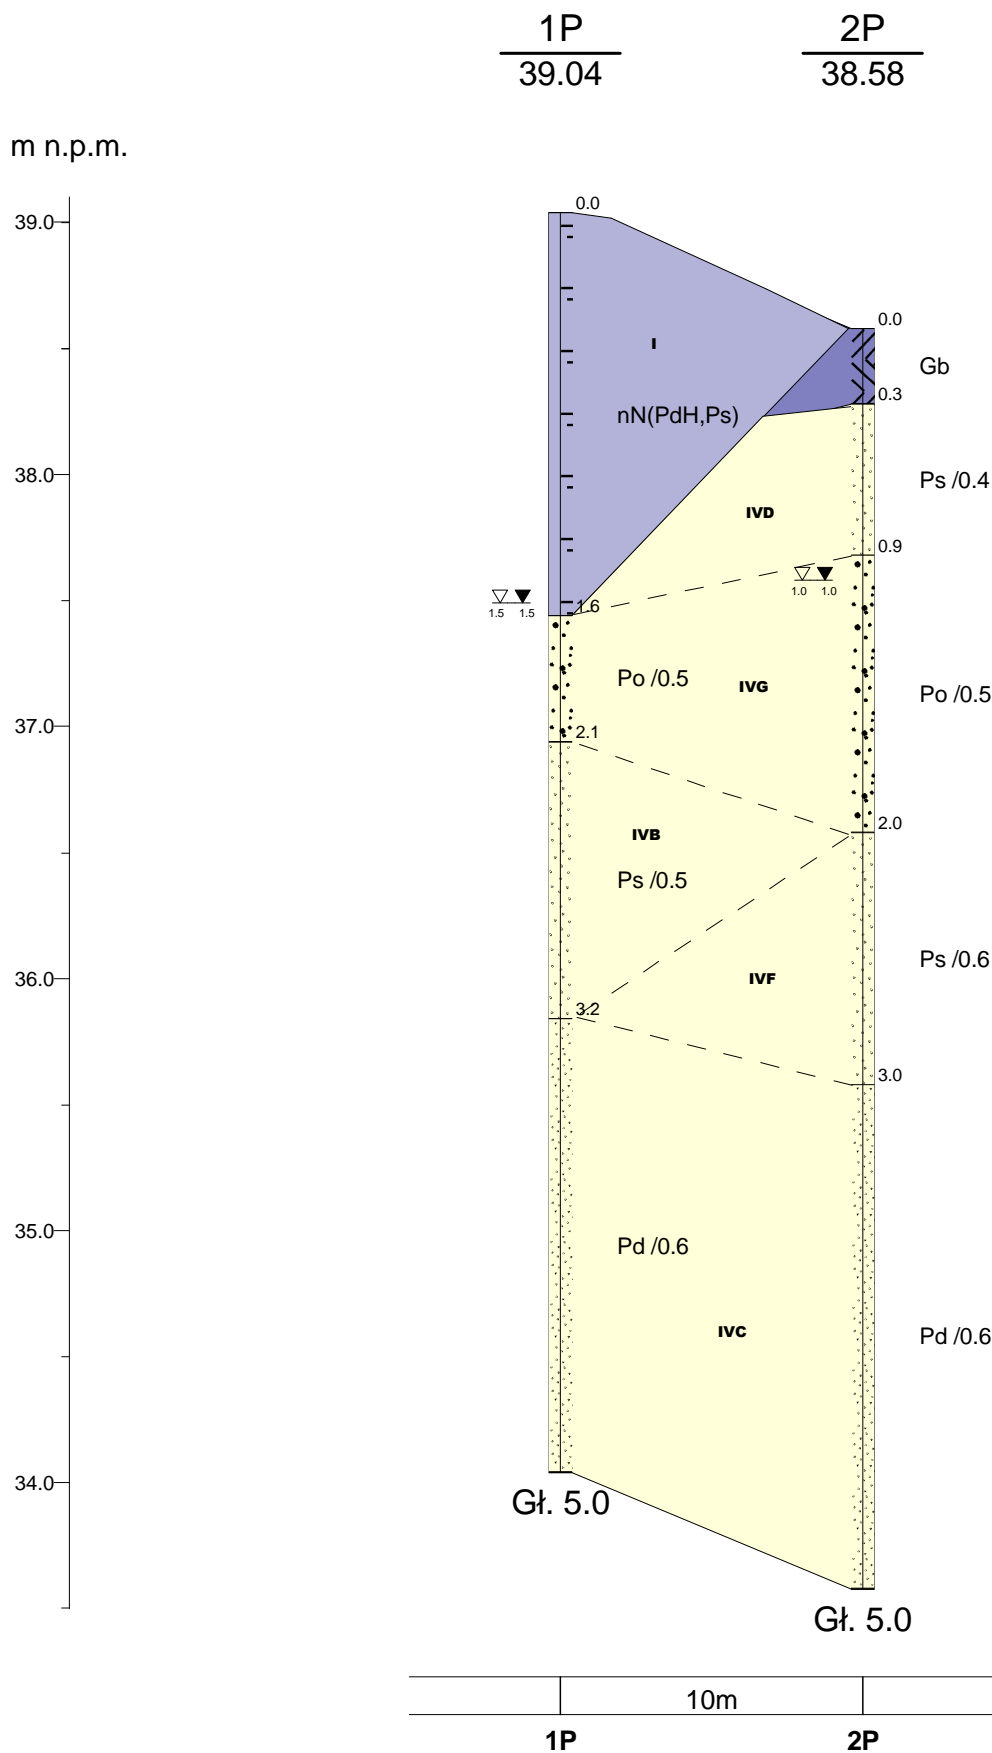 1P 2P
39.04 38.58
m n.p.m.
0.0
39.0
0.0
I
Gb
0.3
nN(PdH,Ps)
38.0 Ps /0.4
IVD
0.9
1.0 1.0
1.6
1.5 1.5
Po /0.5 IVG Po /0.5
37.0
2.1
2.0
IVB
Ps /0.5
Ps /0.6
36.0 IVF
3.2
3.0
35.0
Pd /0.6
IVC Pd /0.6
34.0
Gł. 5.0
Gł. 5.0
10m
1P 2P